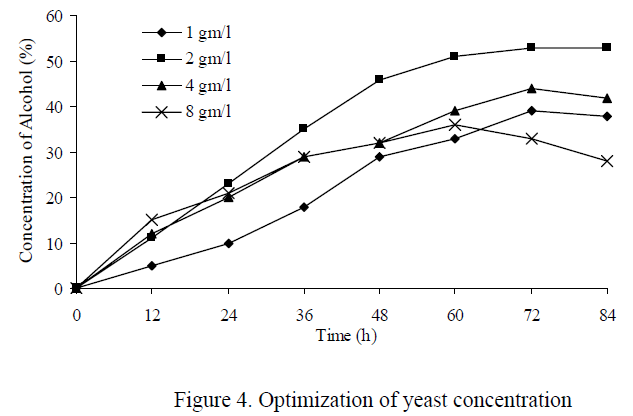 60
50
40
30
20
10
0
Concentration of Alcohol (%)
1 gm/l
2 gm/l
4 gm/l
8 gm/l
0 12 24 36 48 60 72 84
Time (h)
Figure 4. Optimization of yeast concentration